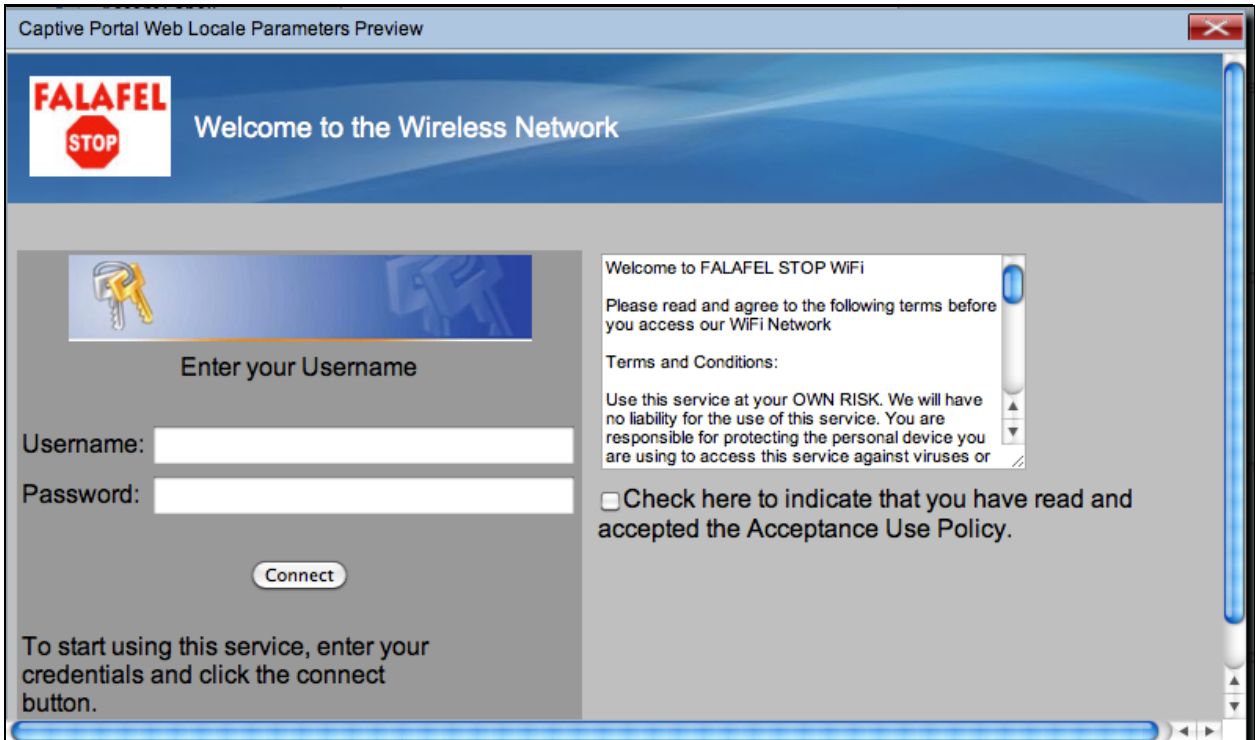 Captive Portal Web Locale Parameters Preview
FALAFEL
STOP
Welcome to the Wireless Network
Enter your Username
Username:
Password:
Connect
To start using this service, enter your
credentials and click the connect
button.
Welcome to FALAFEL STOP WiFi
Please read and agree to the following terms before
you access our WiFi Network
Terms and Conditions:
Use this service at your OWN RISK. We will have
no liability for the use of this service. You are
responsible for protecting the personal device you
are using to access this service against viruses or
Check here to indicate that you have read and
accepted the Acceptance Use Policy.